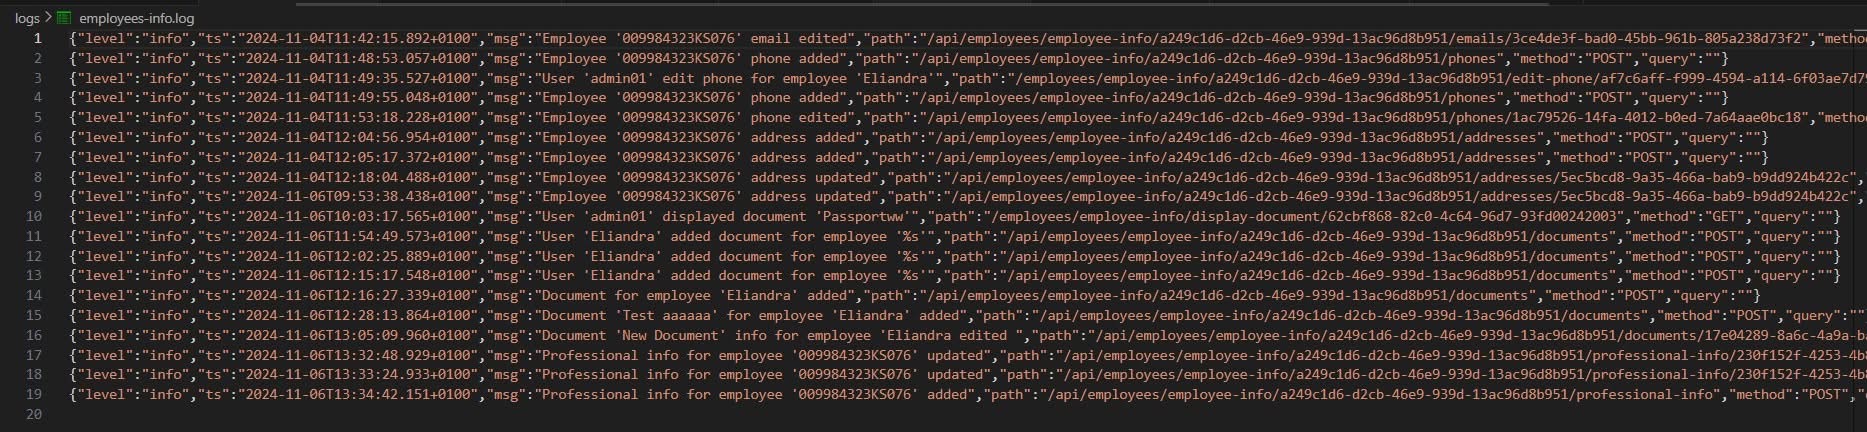 logs > employees-info.log
1 {"level":"info","ts":"2024-11-04T11:42:15.892+0100","msg":"Employee '009984323KS076' email edited","path":"/api/employees/employee-info/a249c1d6-d2cb-46e9-939d-13ac96d8b951/emails/3ce4de3f-bad0-45bb-961b-805a238d73f2","metho
2 {"level":"info","ts":"2024-11-04T11:48:53.057+0100","msg":"Employee '009984323KS076' phone added","path":"/api/employees/employee-info/a249c1d6-d2cb-46e9-939d-13ac96d8b951/phones","method":"POST","query":""}
3 {"level":"info","ts":"2024-11-04T11:49:35.527+0100","msg":"User 'admin01' edit phone for employee 'Eliandra'","path":"/employees/employee-info/a249c1d6-d2cb-46e9-939d-13ac96d8b951/edit-phone/af7c6aff-f999-4594-a114-6f03ae7d79
4 {"level":"info","ts":"2024-11-04T11:49:55.048+0100","msg":"Employee '009984323KS076' phone added","path":"/api/employees/employee-info/a249c1d6-d2cb-46e9-939d-13ac96d8b951/phones","method":"POST","query":""}
5 {"level":"info","ts":"2024-11-04T11:53:18.228+0100","msg":"Employee '009984323KS076' phone edited","path":"/api/employees/employee-info/a249c1d6-d2cb-46e9-939d-13ac96d8b951/phones/1ac79526-14fa-4012-b0ed-7a64aae0bc18","metho
6 {"level":"info","ts":"2024-11-04T12:04:56.954+0100","msg":"Employee '009984323KS076' address added","path":"/api/employees/employee-info/a249c1d6-d2cb-46e9-939d-13ac96d8b951/addresses","method":"POST","query":""}
7 {"level":"info","ts":"2024-11-04T12:05:17.372+0100","msg":"Employee '009984323KS076' address added","path":"/api/employees/employee-info/a249c1d6-d2cb-46e9-939d-13ac96d8b951/addresses","method":"POST","query":""}
8 {"level":"info","ts":"2024-11-04T12:18:04.488+0100","msg":"Employee '009984323KS076' address updated","path":"/api/employees/employee-info/a249c1d6-d2cb-46e9-939d-13ac96d8b951/addresses/5ec5bcd8-9a35-466a-bab9-b9dd924b422c",
9 {"level":"info","ts":"2024-11-06T09:53:38.438+0100","msg":"Employee '009984323KS076' address updated","path":"/api/employees/employee-info/a249c1d6-d2cb-46e9-939d-13ac96d8b951/addresses/5ec5bcd8-9a35-466a-bab9-b9dd924b422c",
10 {"level":"info","ts":"2024-11-06T10:03:17.565+0100","msg":"User 'admin01' displayed document 'Passportww'","path":"/employees/employee-info/display-document/62cbf868-82c0-4c64-96d7-93fd00242003","method":"GET","query":""}
11 {"level":"info","ts":"2024-11-06T11:54:49.573+0100","msg":"User 'Eliandra' added document for employee '%s'","path":"/api/employees/employee-info/a249c1d6-d2cb-46e9-939d-13ac96d8b951/documents","method":"POST","query":""}
12 {"level":"info","ts":"2024-11-06T12:02:25.889+0100","msg":"User 'Eliandra' added document for employee '%s'","path":"/api/employees/employee-info/a249c1d6-d2cb-46e9-939d-13ac96d8b951/documents","method":"POST","query":""}
13 {"level":"info","ts":"2024-11-06T12:15:17.548+0100","msg":"User 'Eliandra' added document for employee '%s'","path":"/api/employees/employee-info/a249c1d6-d2cb-46e9-939d-13ac96d8b951/documents","method":"POST","query":""}
14 {"level":"info","ts":"2024-11-06T12:16:27.339+0100","msg":"Document for employee 'Eliandra' added","path":"/api/employees/employee-info/a249c1d6-d2cb-46e9-939d-13ac96d8b951/documents","method":"POST","query":""}
15 {"level":"info","ts":"2024-11-06T12:28:13.864+0100","msg":"Document 'Test aaaaaa' for employee 'Eliandra' added","path":"/api/employees/employee-info/a249c1d6-d2cb-46e9-939d-13ac96d8b951/documents","method":"POST","query":""
16 {"level":"info","ts":"2024-11-06T13:05:09.960+0100","msg":"Document 'New Document' info for employee 'Eliandra edited ","path":"/api/employees/employee-info/a249c1d6-d2cb-46e9-939d-13ac96d8b951/documents/17e04289-8a6c-4a9a-ba
17 {"level":"info","ts":"2024-11-06T13:32:48.929+0100","msg":"Professional info for employee '009984323KS076' updated","path":"/api/employees/employee-info/a249c1d6-d2cb-46e9-939d-13ac96d8b951/professional-info/230f152f-4253-4b8
18 {"level":"info","ts":"2024-11-06T13:33:24.933+0100","msg":"Professional info for employee '009984323KS076' updated","path":"/api/employees/employee-info/a249c1d6-d2cb-46e9-939d-13ac96d8b951/professional-info/230f152f-4253-4b8
19 {"level":"info","ts":"2024-11-06T13:34:42.151+0100","msg":"Professional info for employee '009984323KS076' added","path":"/api/employees/employee-info/a249c1d6-d2cb-46e9-939d-13ac96d8b951/professional-info","method":"POST","
20